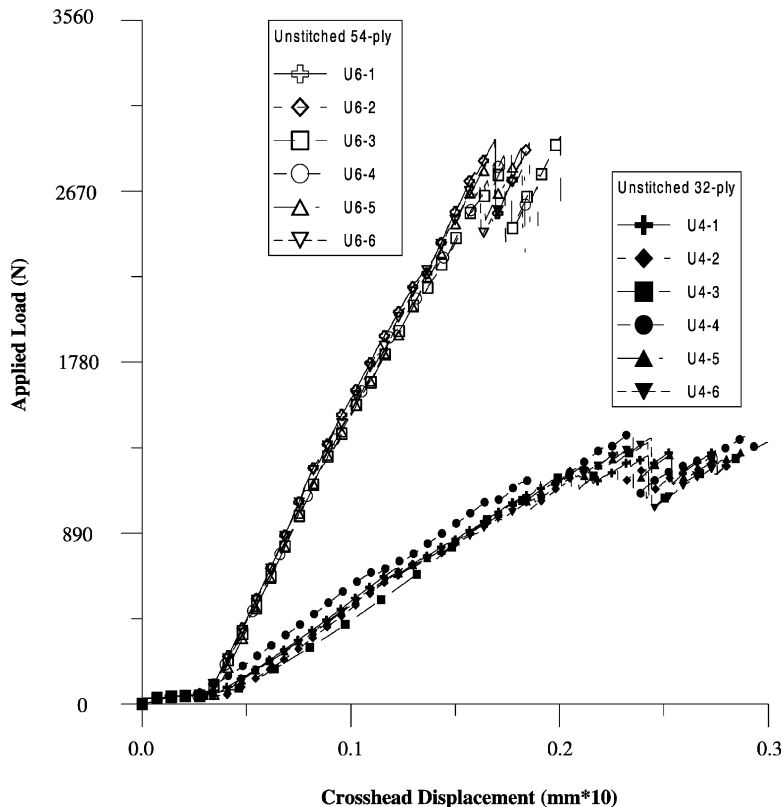 3560
2670
1780
890
0
Applied Load (N)
Unstitched 54-ply
U6-1
U6-2
U6-3
U6-4
U6-5
U6-6
Unstitched 32-ply
U4-1
U4-2
U4-3
U4-4
U4-5
U4-6
0.0
0.1
0.2
0.3
Crosshead Displacement (mm*10)